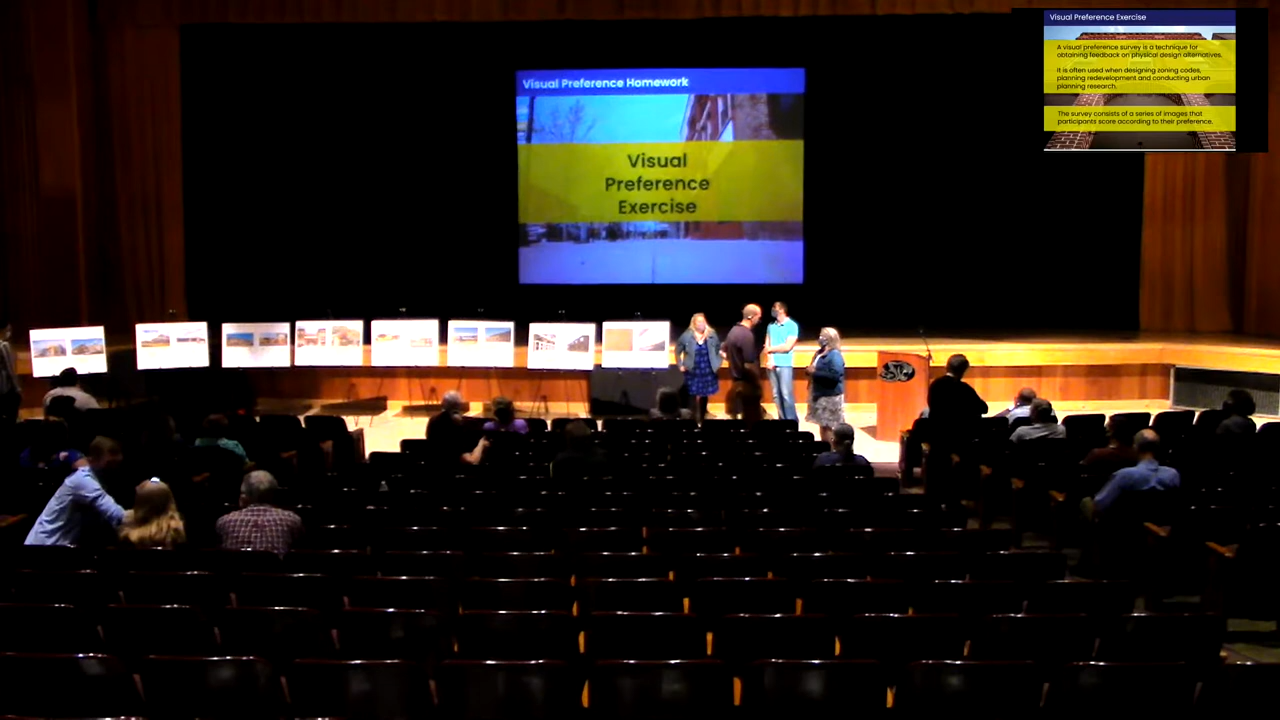 Visual Preference Homework
Visual
Preference
Exercise
Visual Preference Exercise
A visual preference survey is a technique for
obtaining feedback on physical design alternatives.
It is often used when designing zoning codes,
planning redevelopment and conducting urban
planning research.
The survey consists of a series of images that
participants score according to their preference.